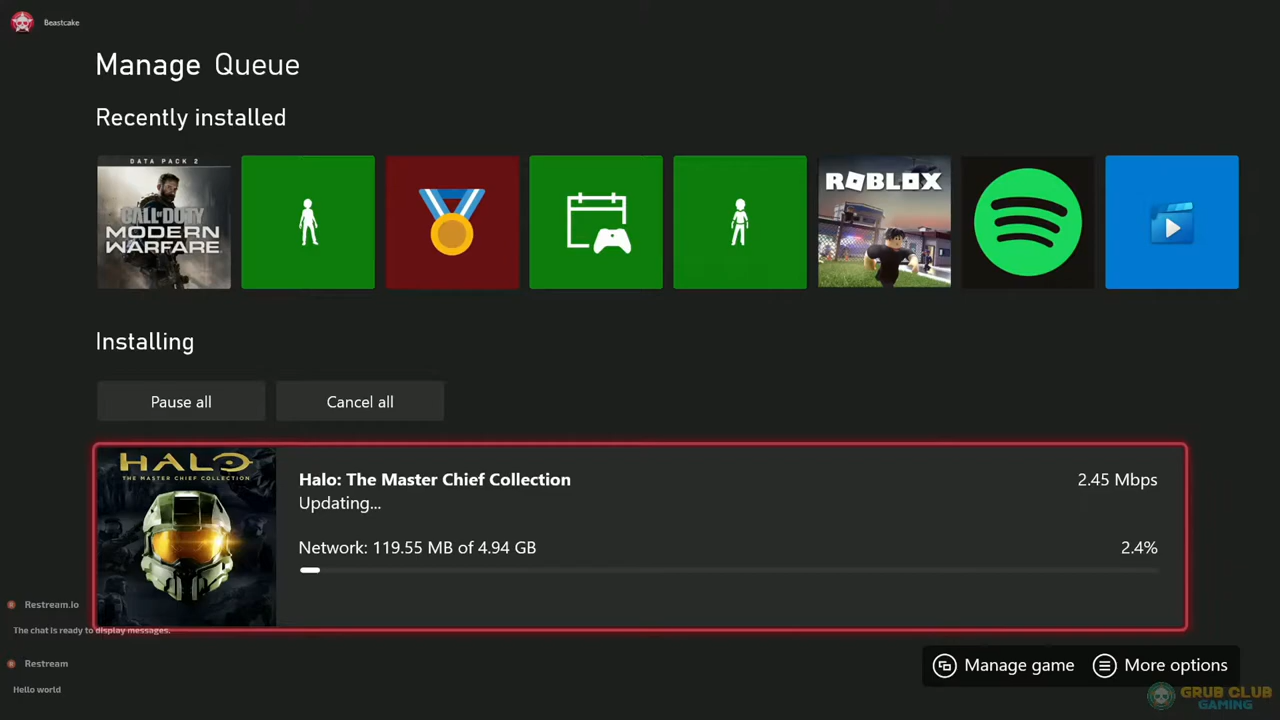 Beastcake
Manage Queue
Recently installed
DATA PACK 2
CALL OF DUTY
MODERN
WARFARE
ROBLOX
Installing
Pause all
Cancel all
HALO
THE MASTER CHIEF COLLECTION
Halo: The Master Chief Collection
2.45 Mbps
Updating...
Network: 119.55 MB of 4.94 GB
2.4%
Restream.io
The chat is ready to display messages.
Restream
Hello world
Manage game
More options
GRUB CLUB
GAMING